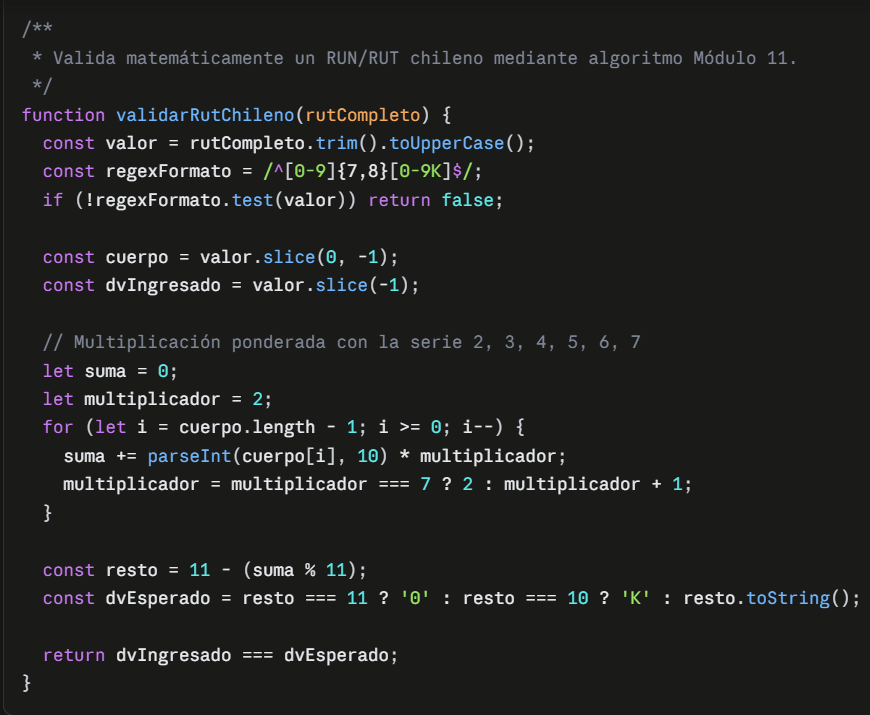 /**
 * Valida matemáticamente un RUN/RUT chileno mediante algoritmo Módulo 11.
 */
function validarRutChileno(rutCompleto) {
  const valor = rutCompleto.trim().toUpperCase();
  const regexFormato = /^[0-9]{7,8}[0-9K]$/;
  if (!regexFormato.test(valor)) return false;

  const cuerpo = valor.slice(0, -1);
  const dvIngresado = valor.slice(-1);

  // Multiplicación ponderada con la serie 2, 3, 4, 5, 6, 7
  let suma = 0;
  let multiplicador = 2;
  for (let i = cuerpo.length - 1; i >= 0; i--) {
    suma += parseInt(cuerpo[i], 10) * multiplicador;
    multiplicador = multiplicador === 7 ? 2 : multiplicador + 1;
  }

  const resto = 11 - (suma % 11);
  const dvEsperado = resto === 11 ? '0' : resto === 10 ? 'K' : resto.toString();

  return dvIngresado === dvEsperado;
}